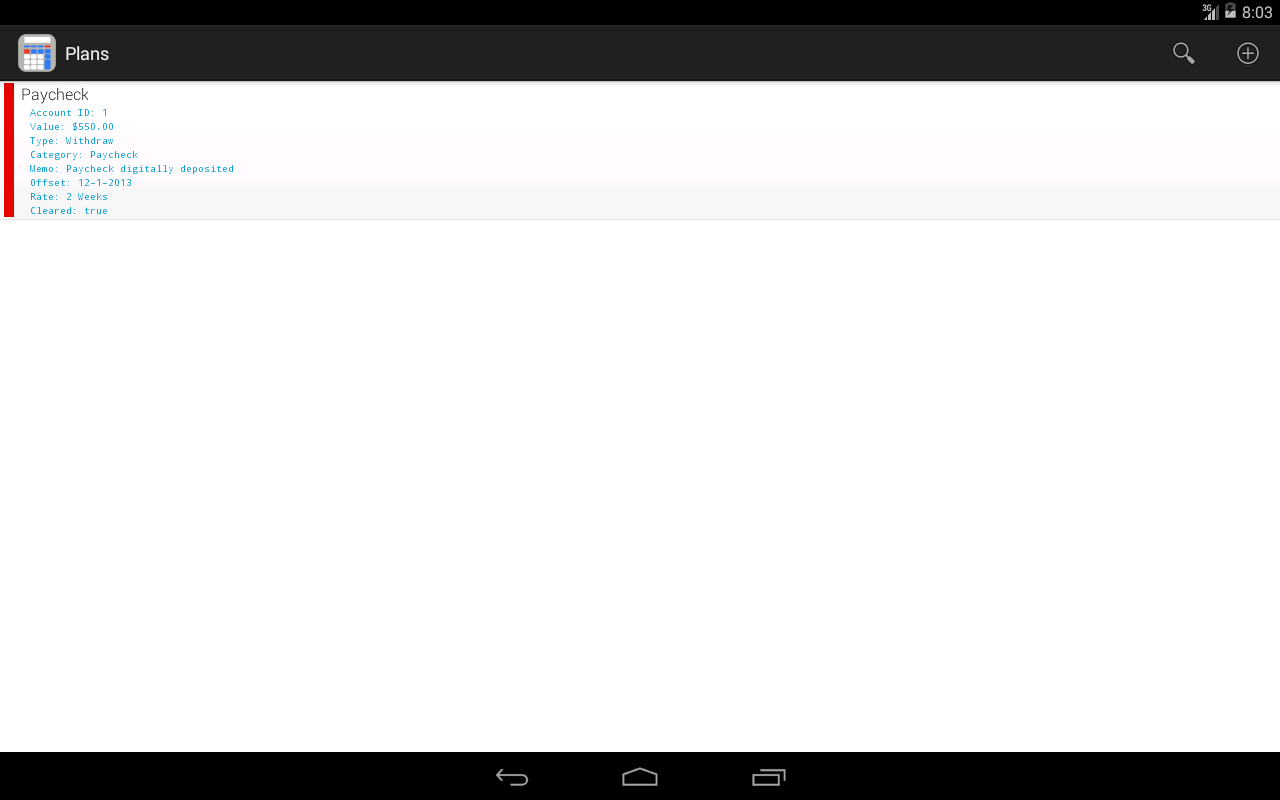 3G 8:03
Plans
Paycheck
Account ID: 1
Value: $550.00
Type: Withdraw
Category: Paycheck
Memo: Paycheck digitally deposited
Offset: 12-1-2013
Rate: 2 Weeks
Cleared: true